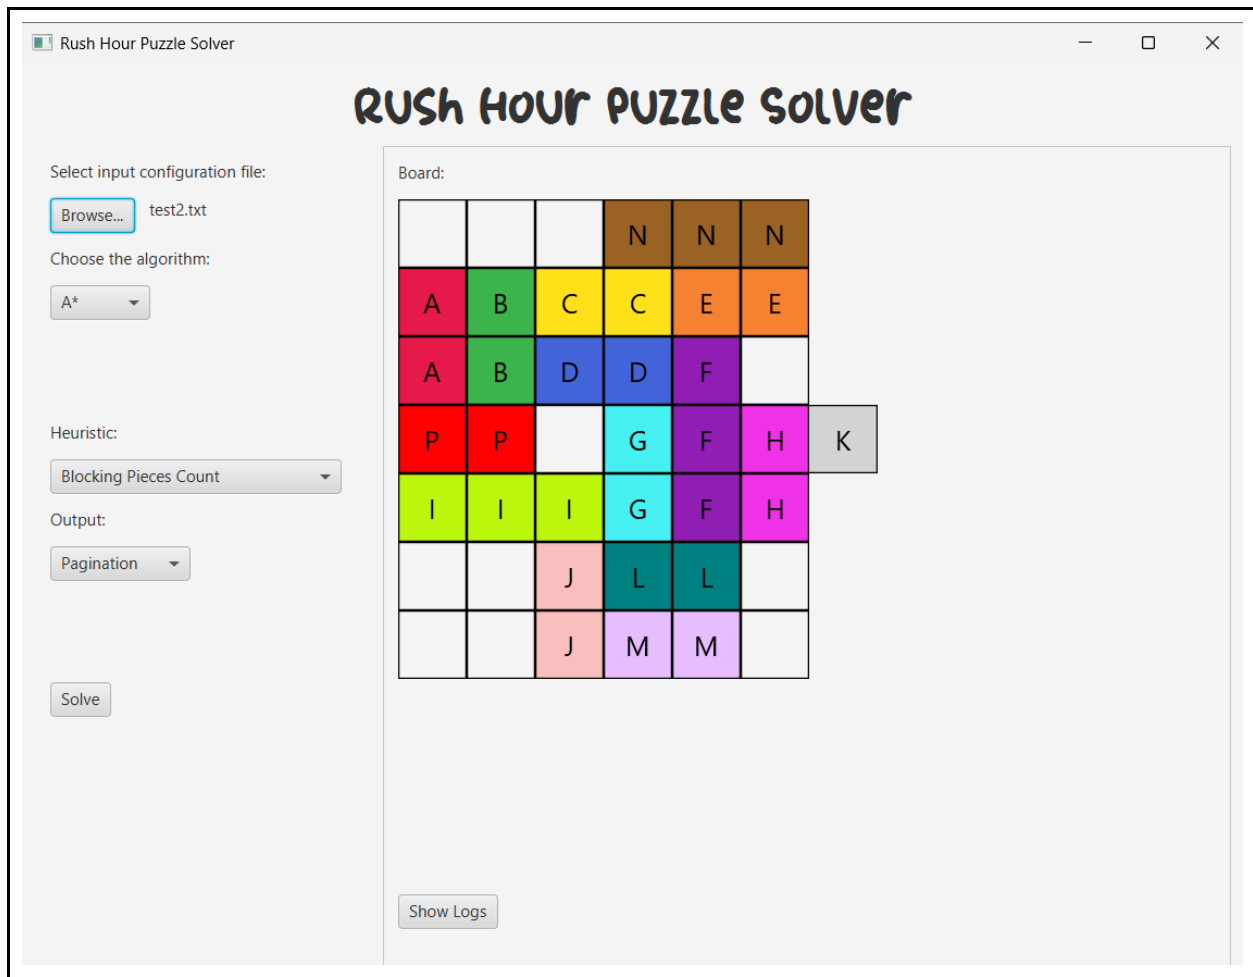 Rush Hour Puzzle Solver
Rush Hour Puzzle Solver
Select input configuration file:
Browse... test2.txt
Choose the algorithm:
A*
Heuristic:
Blocking Pieces Count
Output:
Pagination
Solve
Board:
N N N
A B C C E E
A B D D F
P P G F H K
I I I G F H
J L L
J M M
Show Logs